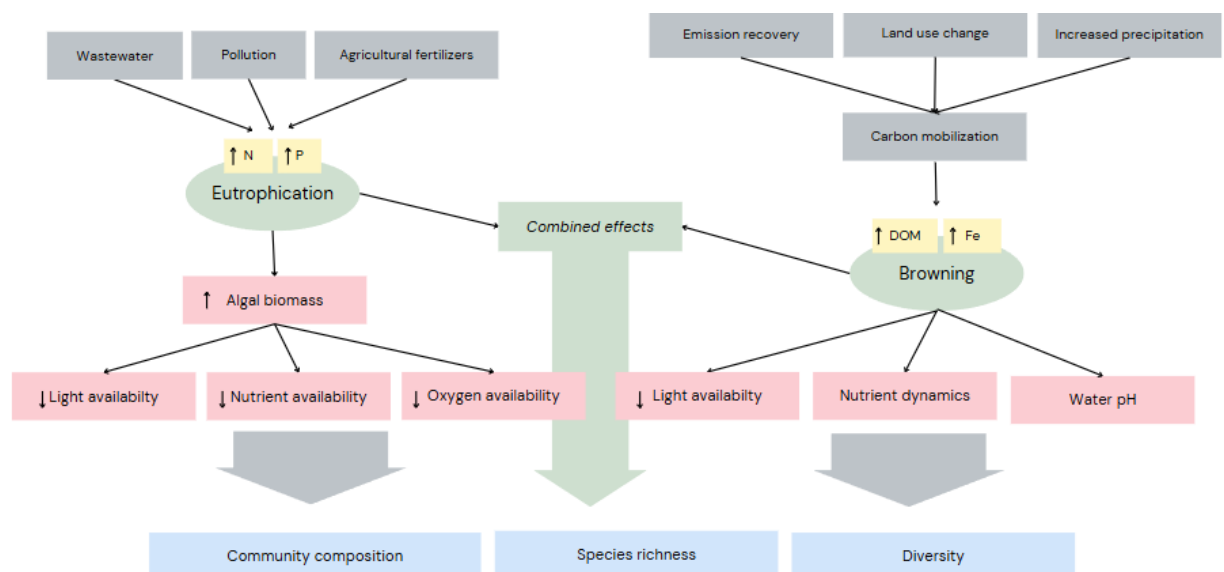 Wastewater
Pollution
Agricultural fertilizers
Emission recovery
Land use change
Increased precipitation
Carbon mobilization
↑ N
↑ P
Eutrophication
Combined effects
↑ DOM
↑ Fe
Browning
↑ Algal biomass
↓ Light availabilty
↓ Nutrient availability
↓ Oxygen availability
↓ Light availabilty
Nutrient dynamics
Water pH
Community composition
Species richness
Diversity